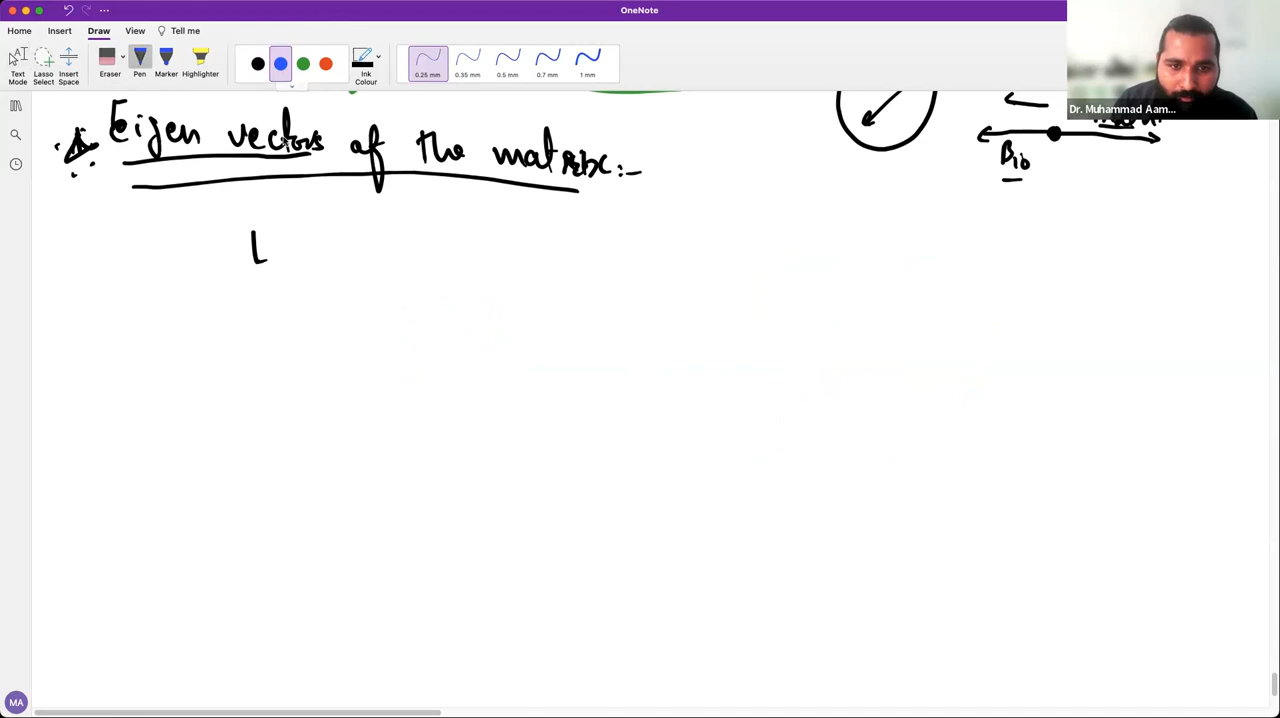 OneNote
Home Insert Draw View Tell me
Text Mode Lasso Select Insert Space Eraser Pen Marker Highlighter Ink Colour 0.25 mm 0.35 mm 0.5 mm 0.7 mm 1 mm
Dr. Muhammad Aam...
Eigen vectors of the matrix:-
B10
L
MA